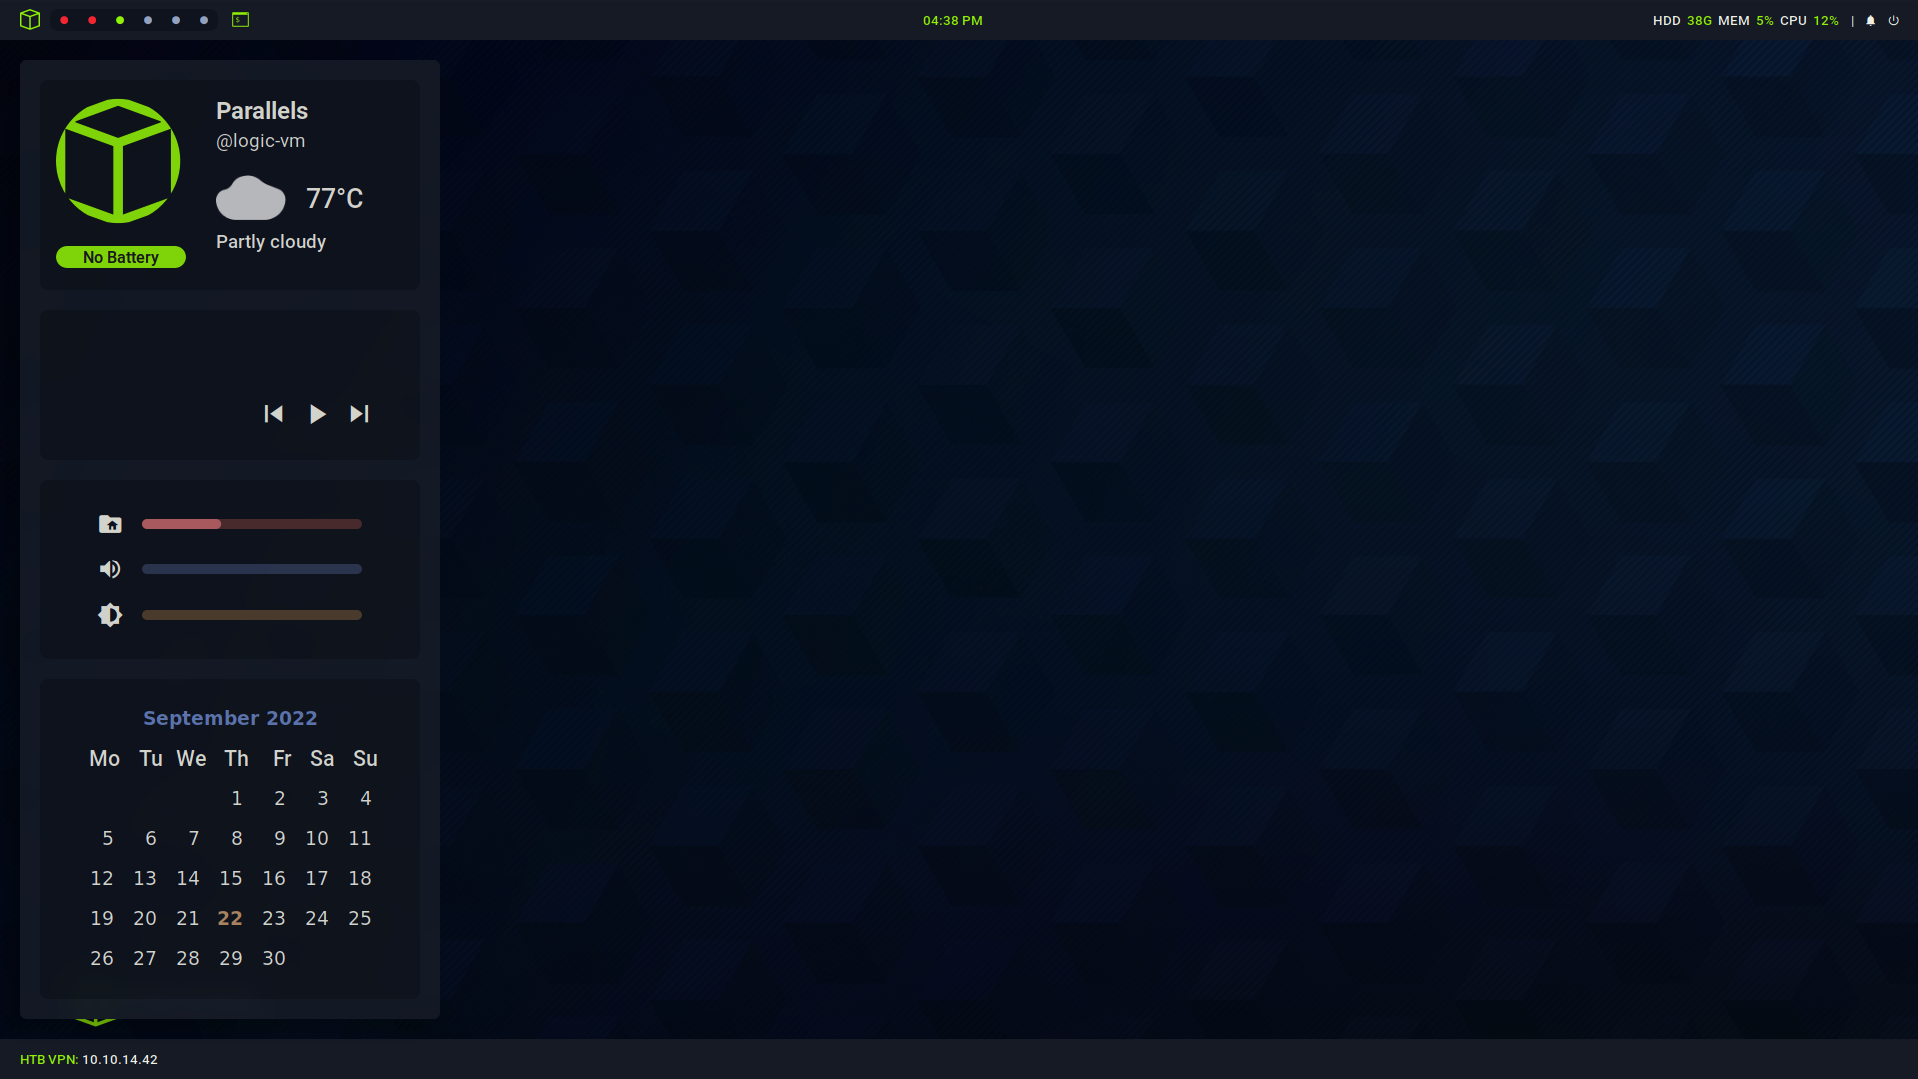 04:38 PM
HDD 38G MEM 5% CPU 12% |
Parallels
@logic-vm
77°C
Partly cloudy
No Battery
September 2022
Mo Tu We Th Fr Sa Su
1 2 3 4
5 6 7 8 9 10 11
12 13 14 15 16 17 18
19 20 21 22 23 24 25
26 27 28 29 30
HTB VPN: 10.10.14.42